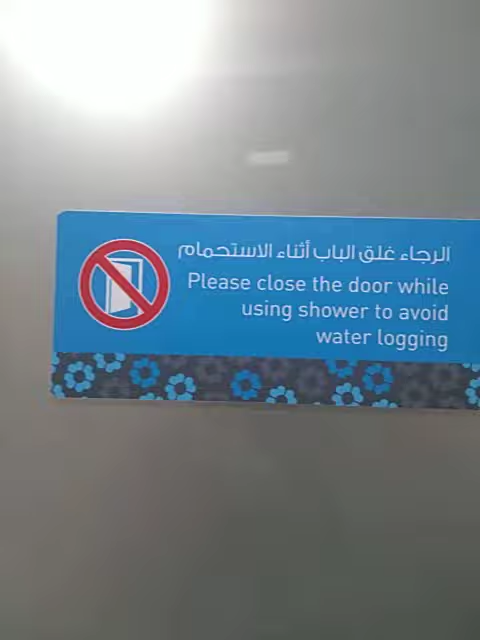 الرجاء غلق الباب أثناء الاستحمام
Please close the door while
using shower to avoid
water logging